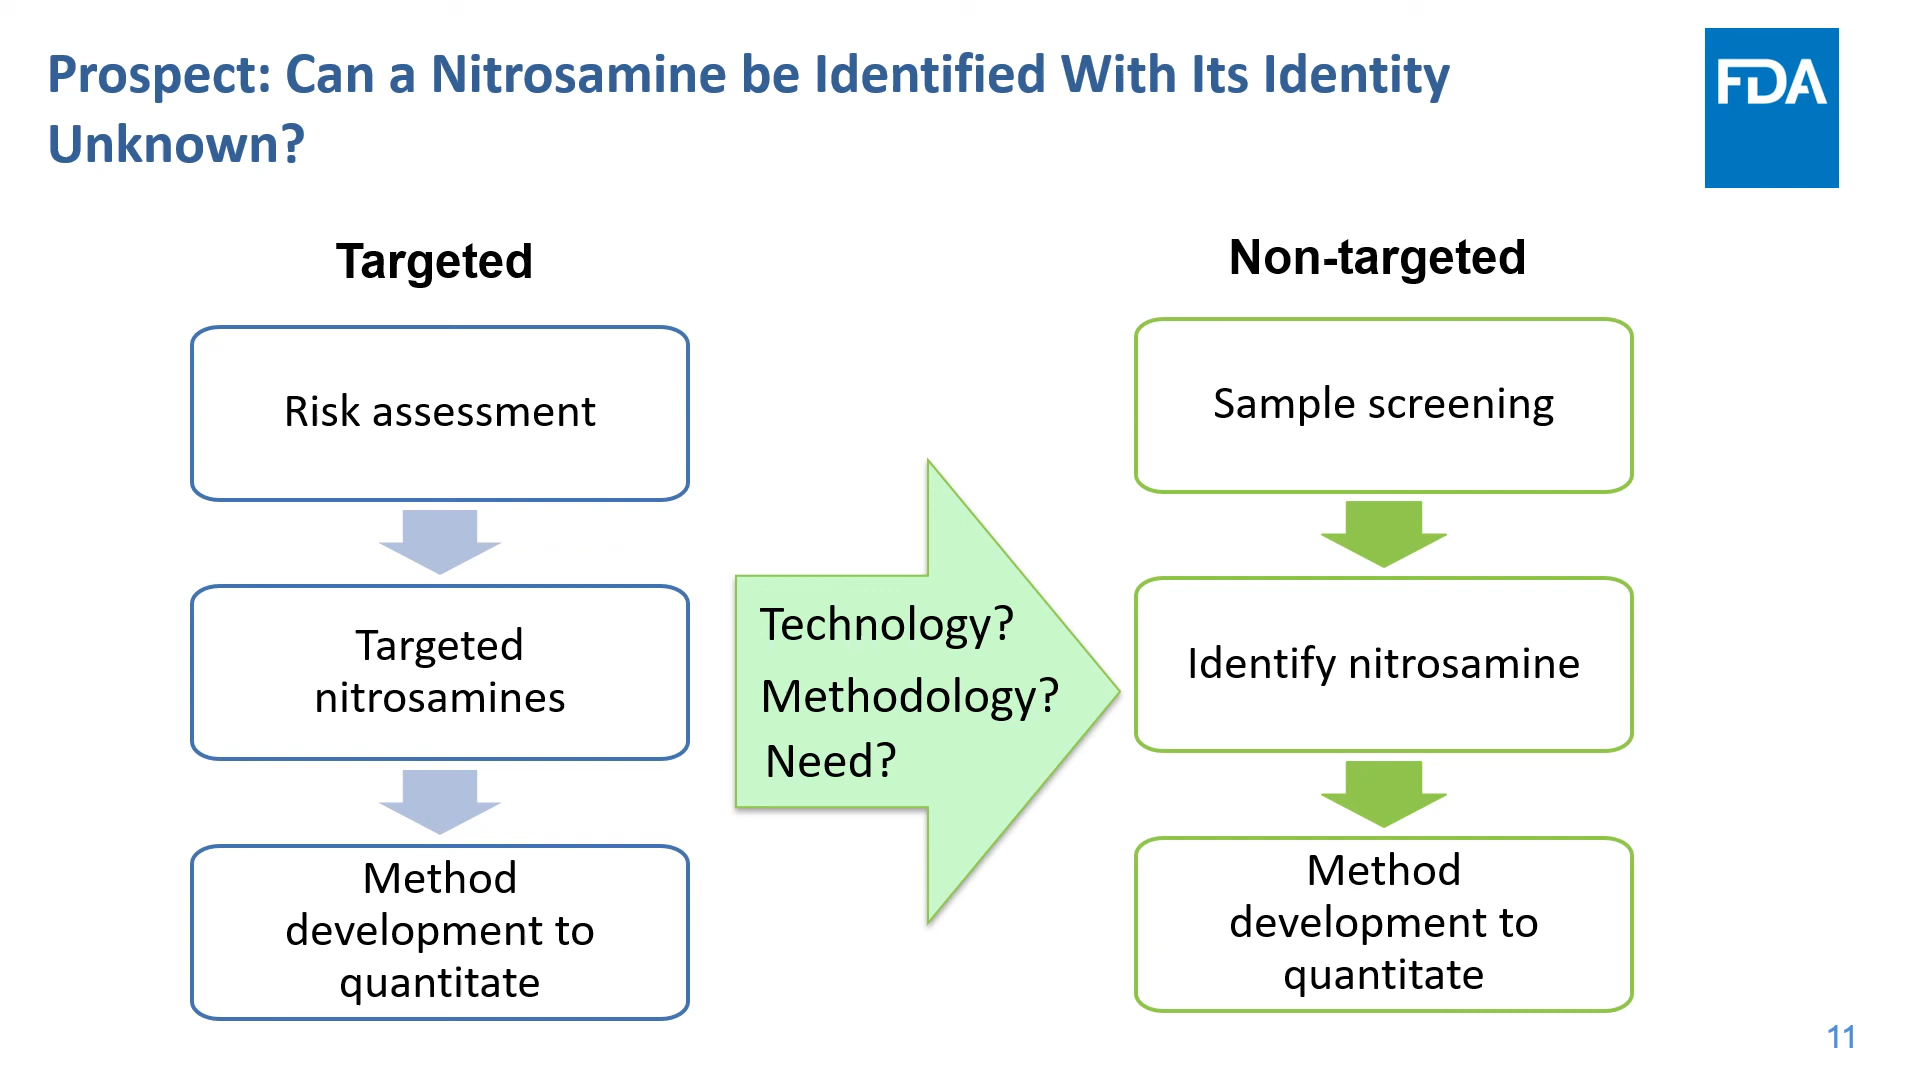 Prospect: Can a Nitrosamine be Identified With Its Identity
Unknown?
FDA
Targeted
Risk assessment
Targeted
nitrosamines
Method
development to
quantitate
Technology?
Methodology?
Need?
Non-targeted
Sample screening
Identify nitrosamine
Method
development to
quantitate
11